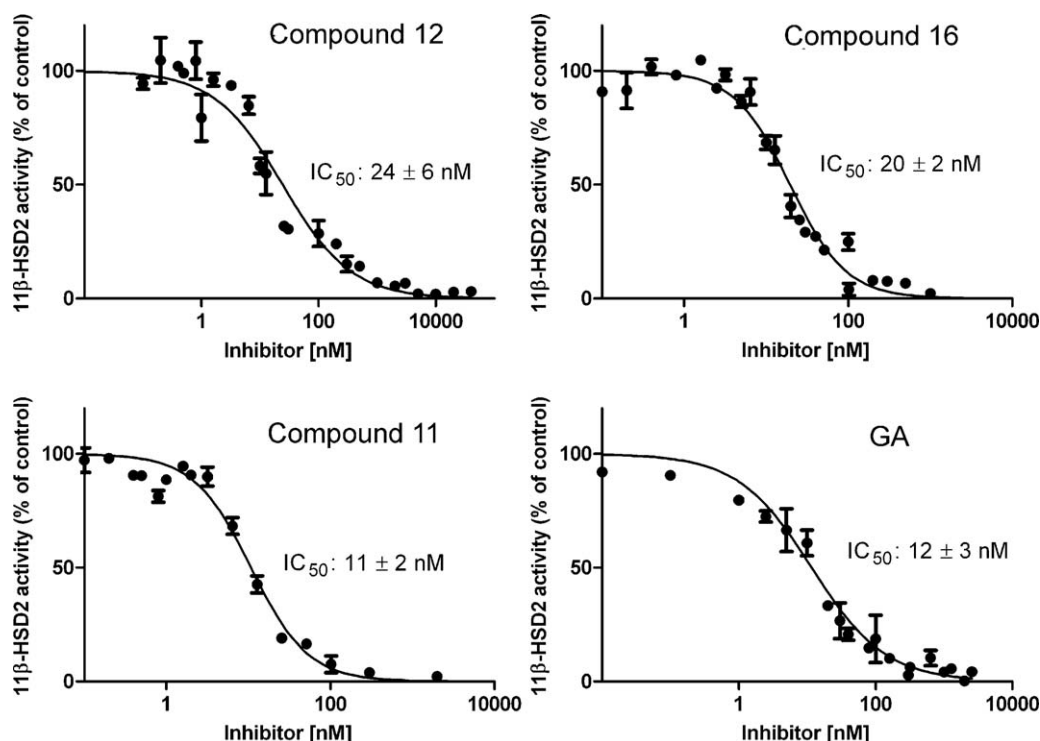 Compound 12
11β-HSD2 activity (% of control)
100
50
0
IC50: 24 ± 6 nM
1 100 10000
Inhibitor [nM]
Compound 16
11β-HSD2 activity (% of control)
100
50
0
IC50: 20 ± 2 nM
1 100 10000
Inhibitor [nM]
Compound 11
11β-HSD2 activity (% of control)
100
50
0
IC50: 11 ± 2 nM
1 100 10000
Inhibitor [nM]
GA
11β-HSD2 activity (% of control)
100
50
0
IC50: 12 ± 3 nM
1 100 10000
Inhibitor [nM]